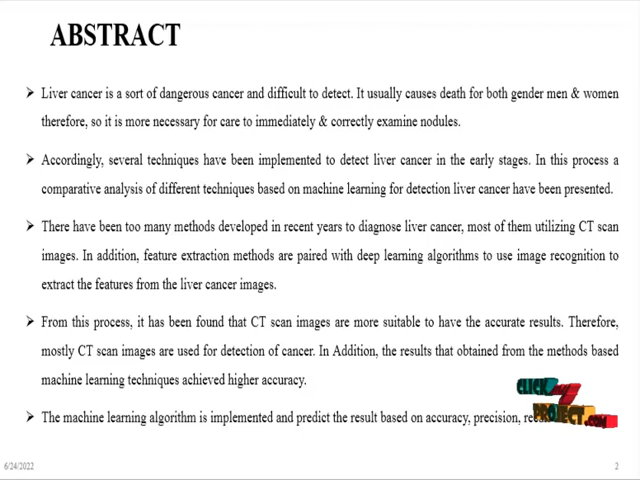 ABSTRACT
➤ Liver cancer is a sort of dangerous cancer and difficult to detect. It usually causes death for both gender men & women
therefore, so it is more necessary for care to immediately & correctly examine nodules.
➤ Accordingly, several techniques have been implemented to detect liver cancer in the early stages. In this process a
comparative analysis of different techniques based on machine learning for detection liver cancer have been presented.
➤ There have been too many methods developed in recent years to diagnose liver cancer, most of them utilizing CT scan
images. In addition, feature extraction methods are paired with deep learning algorithms to use image recognition to
extract the features from the liver cancer images.
➤ From this process, it has been found that CT scan images are more suitable to have the accurate results. Therefore,
mostly CT scan images are used for detection of cancer. In Addition, the results that obtained from the methods based
machine learning techniques achieved higher accuracy.
➤ The machine learning algorithm is implemented and predict the result based on accuracy, precision,
CLICK
PROJECT.COM
6/24/2022
2